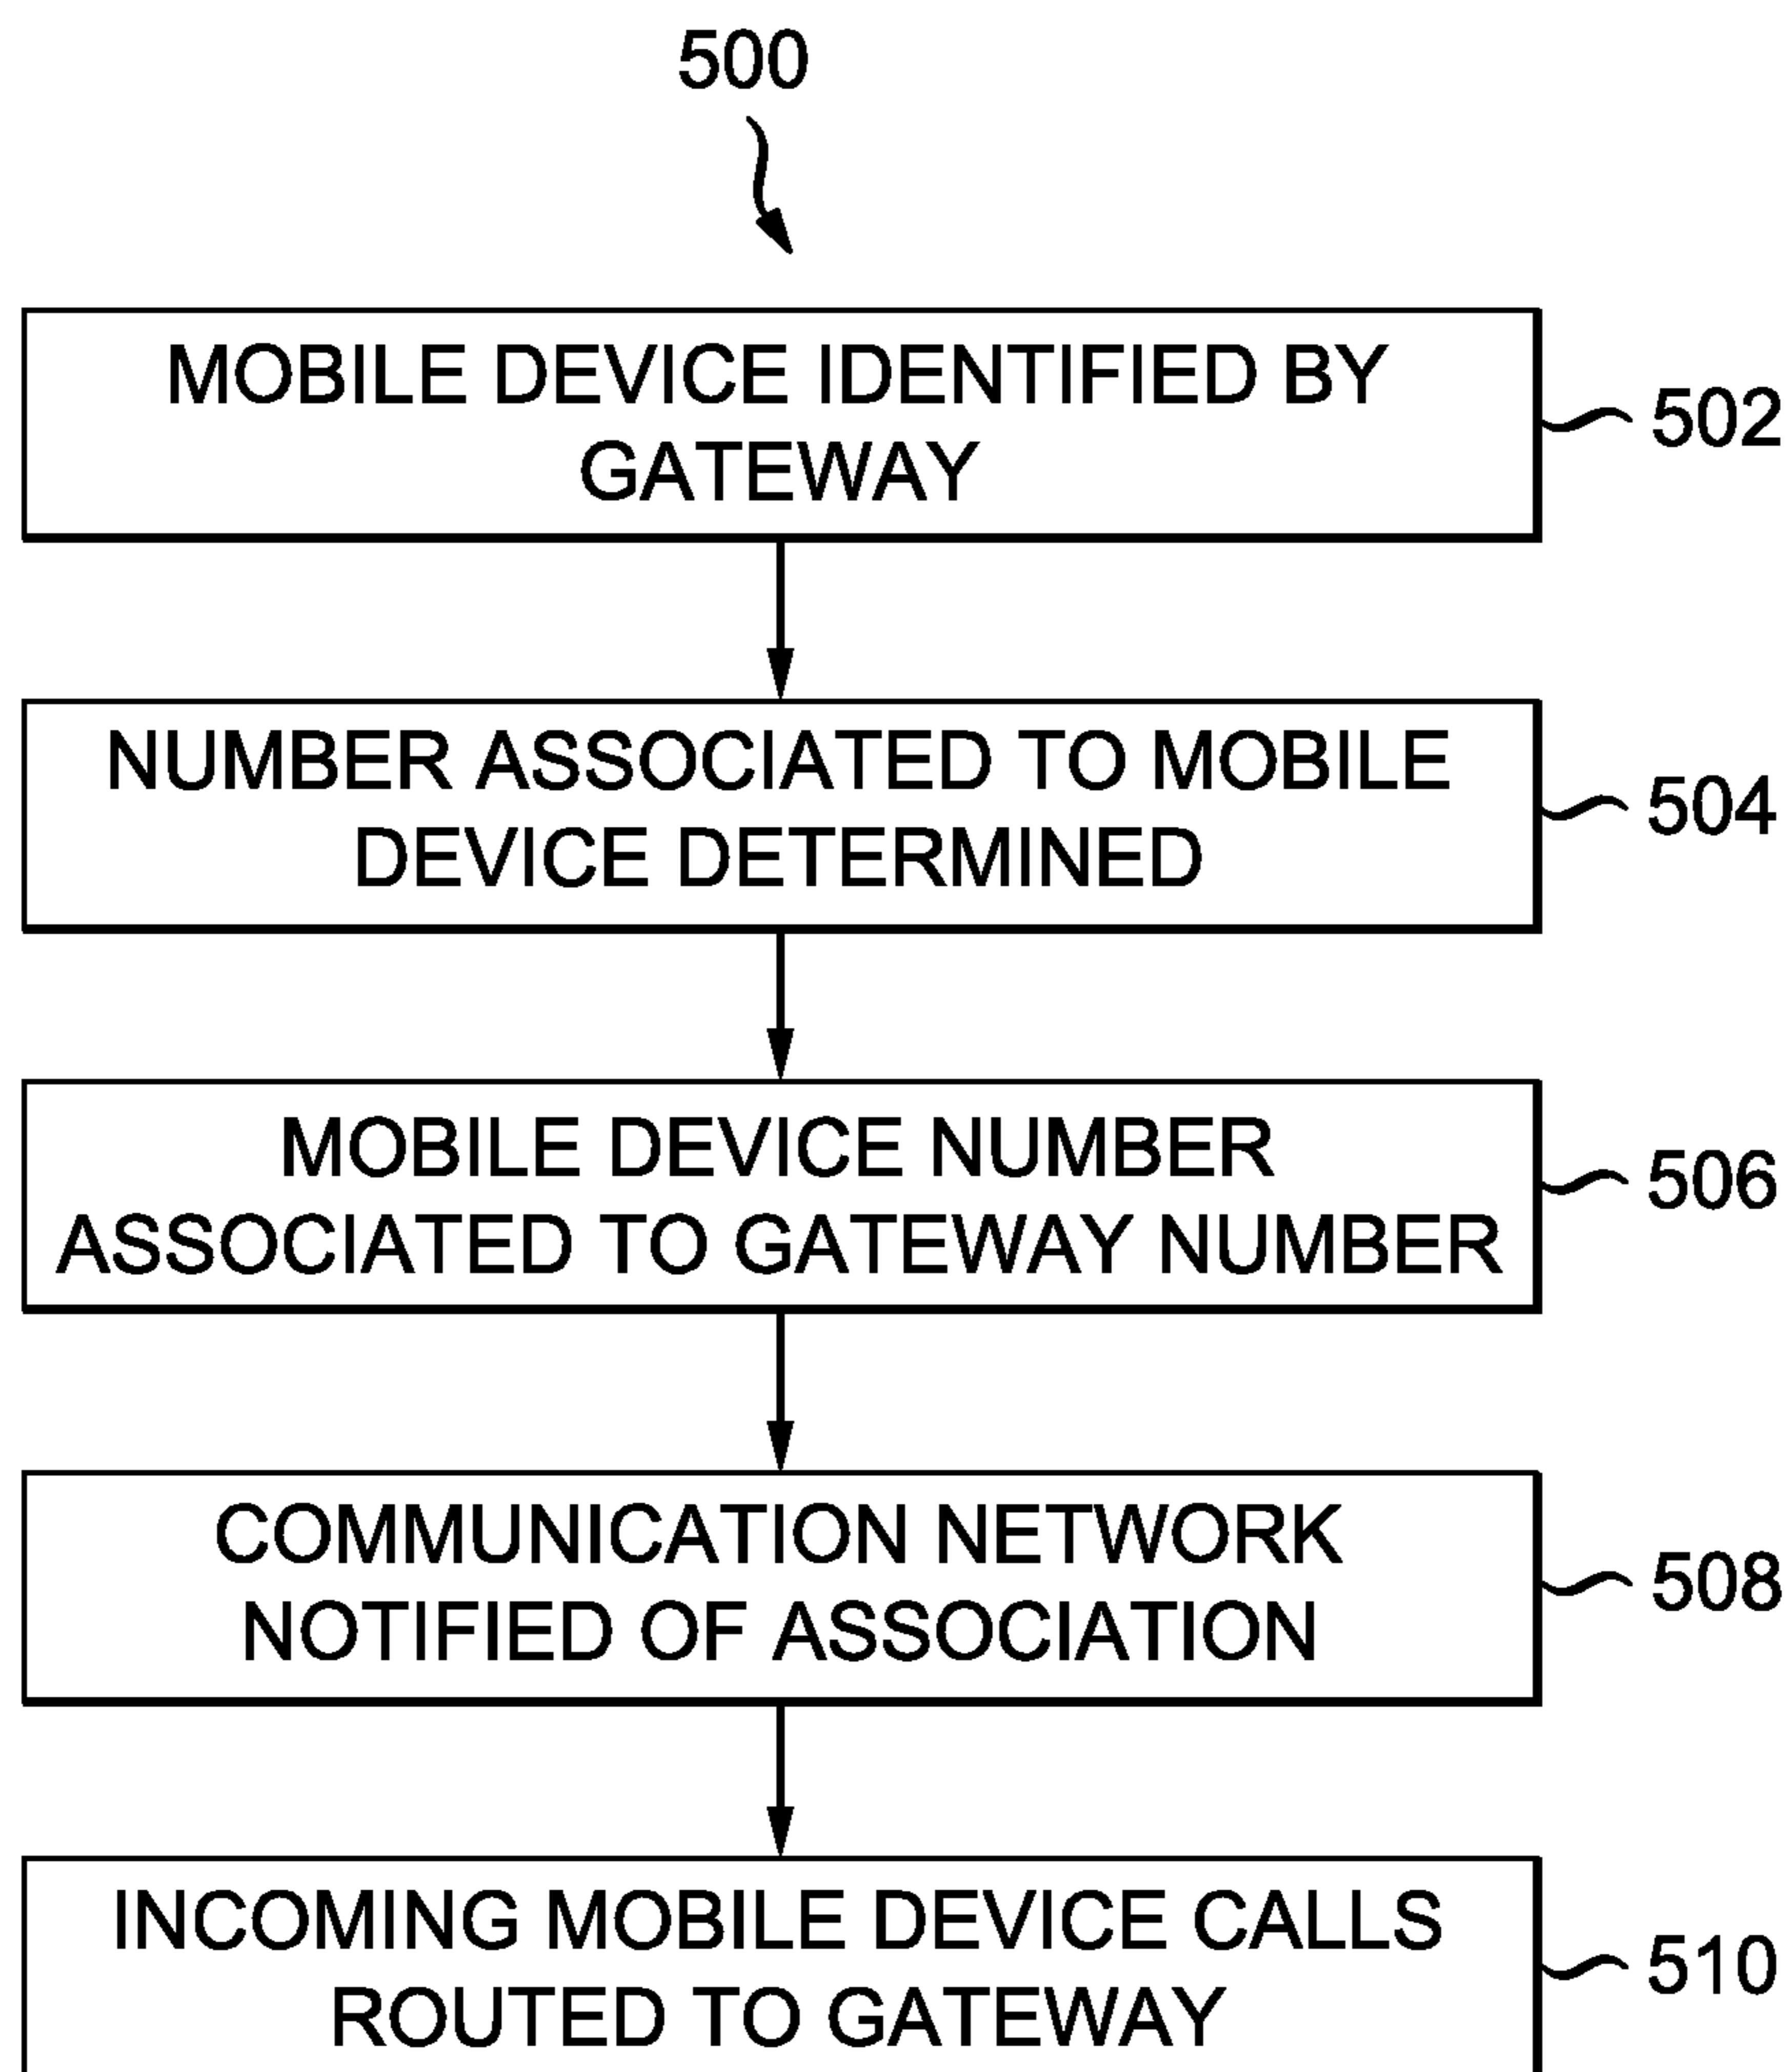 500
MOBILE DEVICE IDENTIFIED BY
GATEWAY
502
NUMBER ASSOCIATED TO MOBILE
DEVICE DETERMINED
504
MOBILE DEVICE NUMBER
ASSOCIATED TO GATEWAY NUMBER
506
COMMUNICATION NETWORK
NOTIFIED OF ASSOCIATION
508
INCOMING MOBILE DEVICE CALLS
ROUTED TO GATEWAY
510